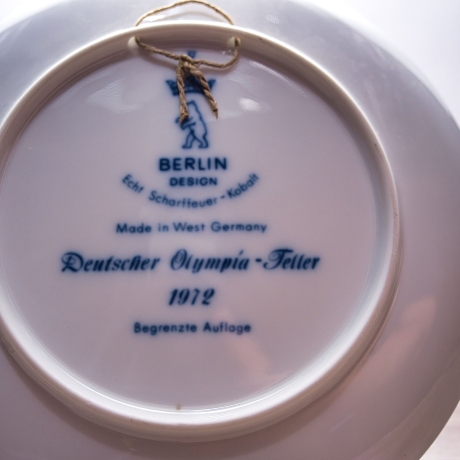 BERLIN
DESIGN
Echt Scharffeuer-Kobalt
Made in West Germany
Deutscher Olympia-Teller
1972
Begrenzte Auflage